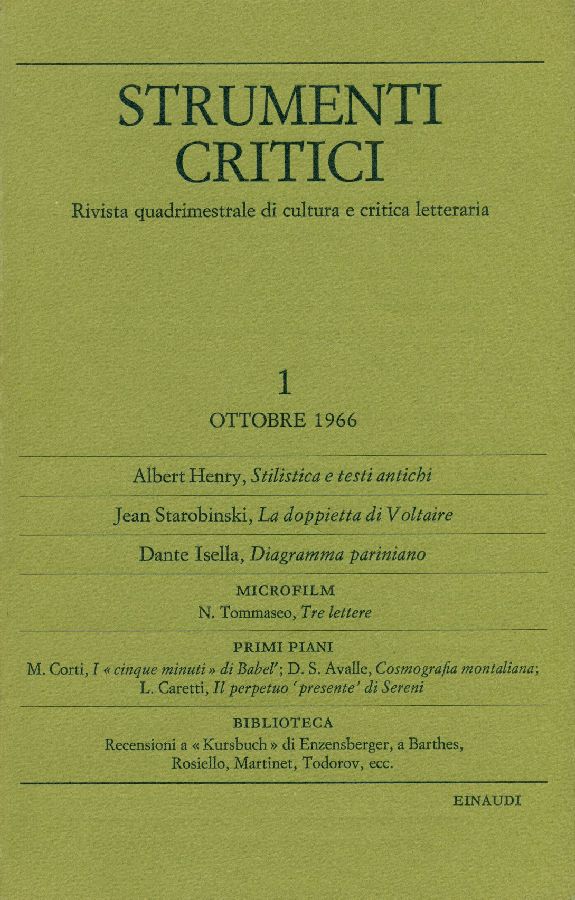 STRUMENTI
CRITICI
Rivista quadrimestrale di cultura e critica letteraria
1
OTTOBRE 1966
Albert Henry, Stilistica e testi antichi
Jean Starobinski, La doppietta di Voltaire
Dante Isella, Diagramma pariniano
MICROFILM
N. Tommaseo, Tre lettere
PRIMI PIANI
M. Corti, I « cinque minuti » di Babel'; D. S. Avalle, Cosmografia montaliana;
L. Caretti, Il perpetuo ‘presente’ di Sereni
BIBLIOTECA
Recensioni a « Kursbuch » di Enzensberger, a Barthes,
Rosiello, Martinet, Todorov, ecc.
EINAUDI